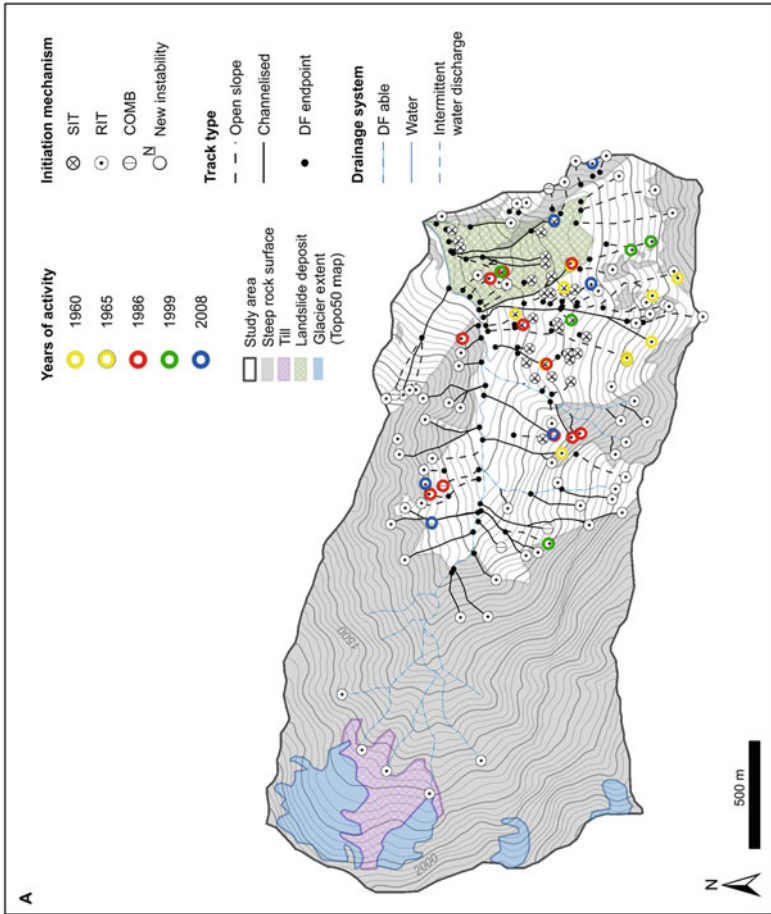 A
Years of activity
1960
1965
1986
1999
2008
Study area
Steep rock surface
Till
Landslide deposit
Glacier extent
(Topo50 map)
Initiation mechanism
SIT
RIT
COMB
N
New instability
Track type
Open slope
Channelised
DF endpoint
Drainage system
DF able
Water
Intermittent
water discharge
1500
2000
N
500 m